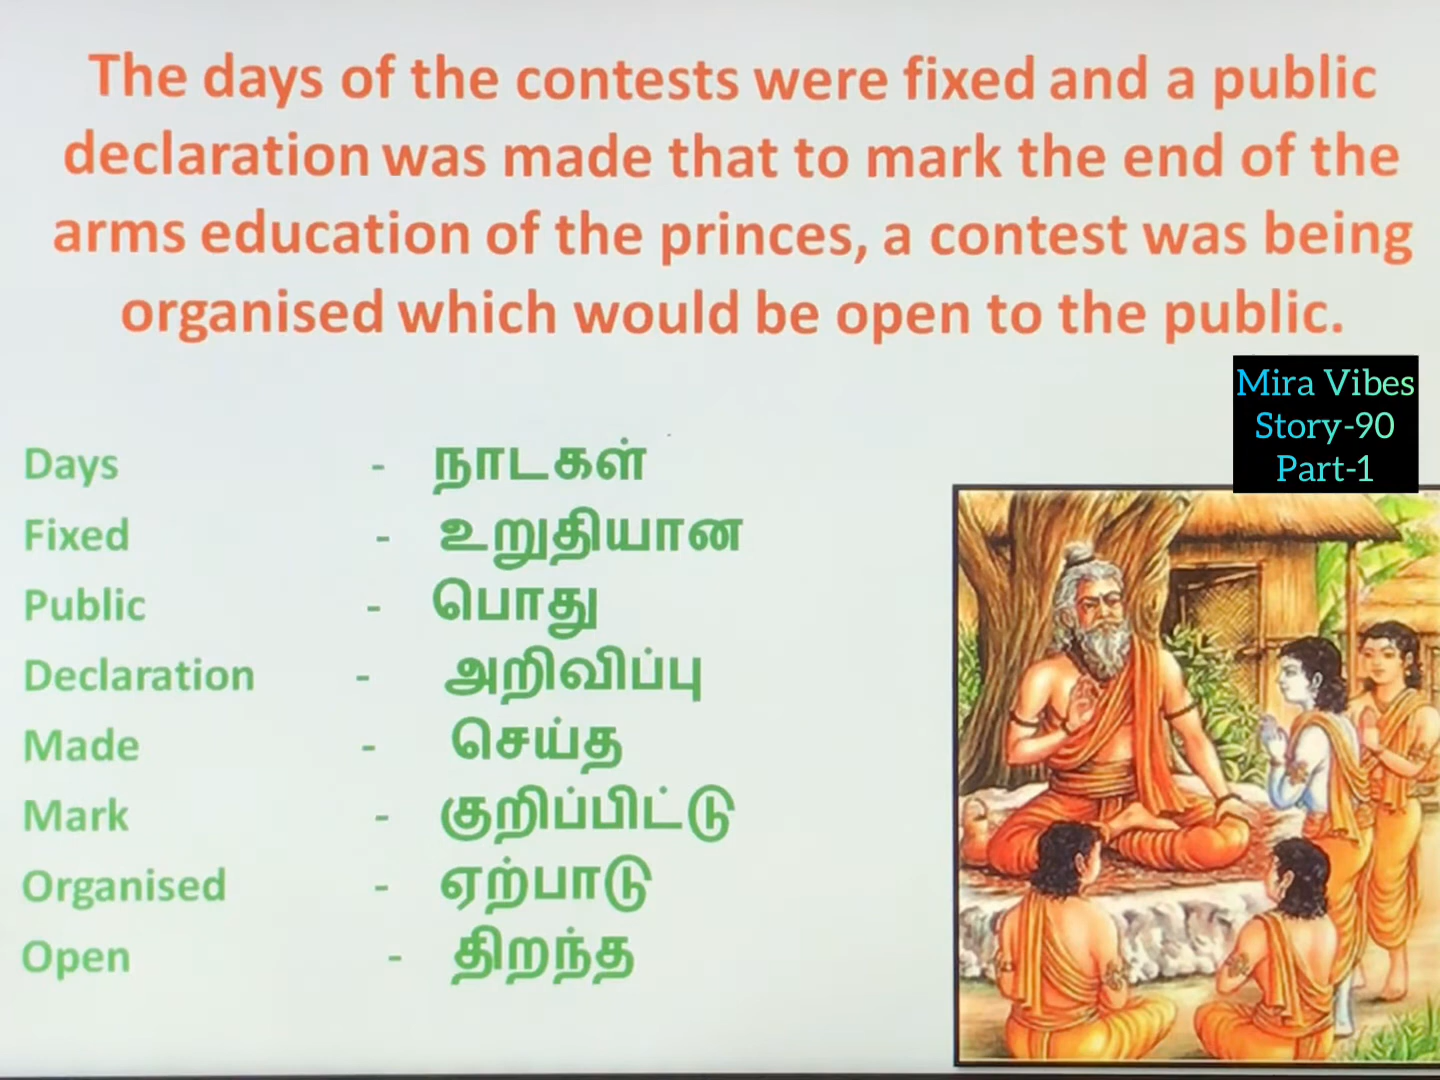 The days of the contests were fixed and a public
declaration was made that to mark the end of the
arms education of the princes, a contest was being
organised which would be open to the public.
Mira Vibes
Story-90
Part-1
Days - நாடகள்
Fixed - உறுதியான
Public - பொது
Declaration - அறிவிப்பு
Made - செய்த
Mark - குறிப்பிட்டு
Organised - ஏற்பாடு
Open - திறந்த